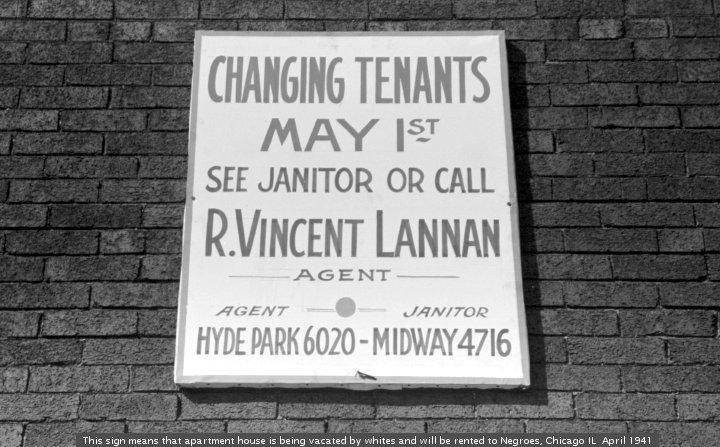 CHANGING TENANTS
MAY 1ST
SEE JANITOR OR CALL
R. VINCENT LANNAN
AGENT
AGENT JANITOR
HYDE PARK 6020 - MIDWAY 4716
This sign means that apartment house is being vacated by whites and will be rented to Negroes, Chicago IL April 1941